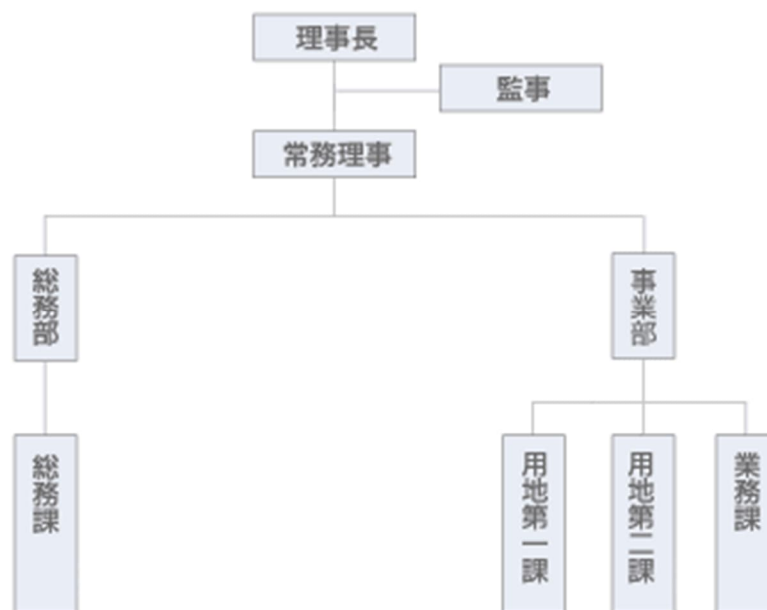 理事長
監事
常務理事
総務部
事業部
総務課
用地第一課
用地第二課
業務課